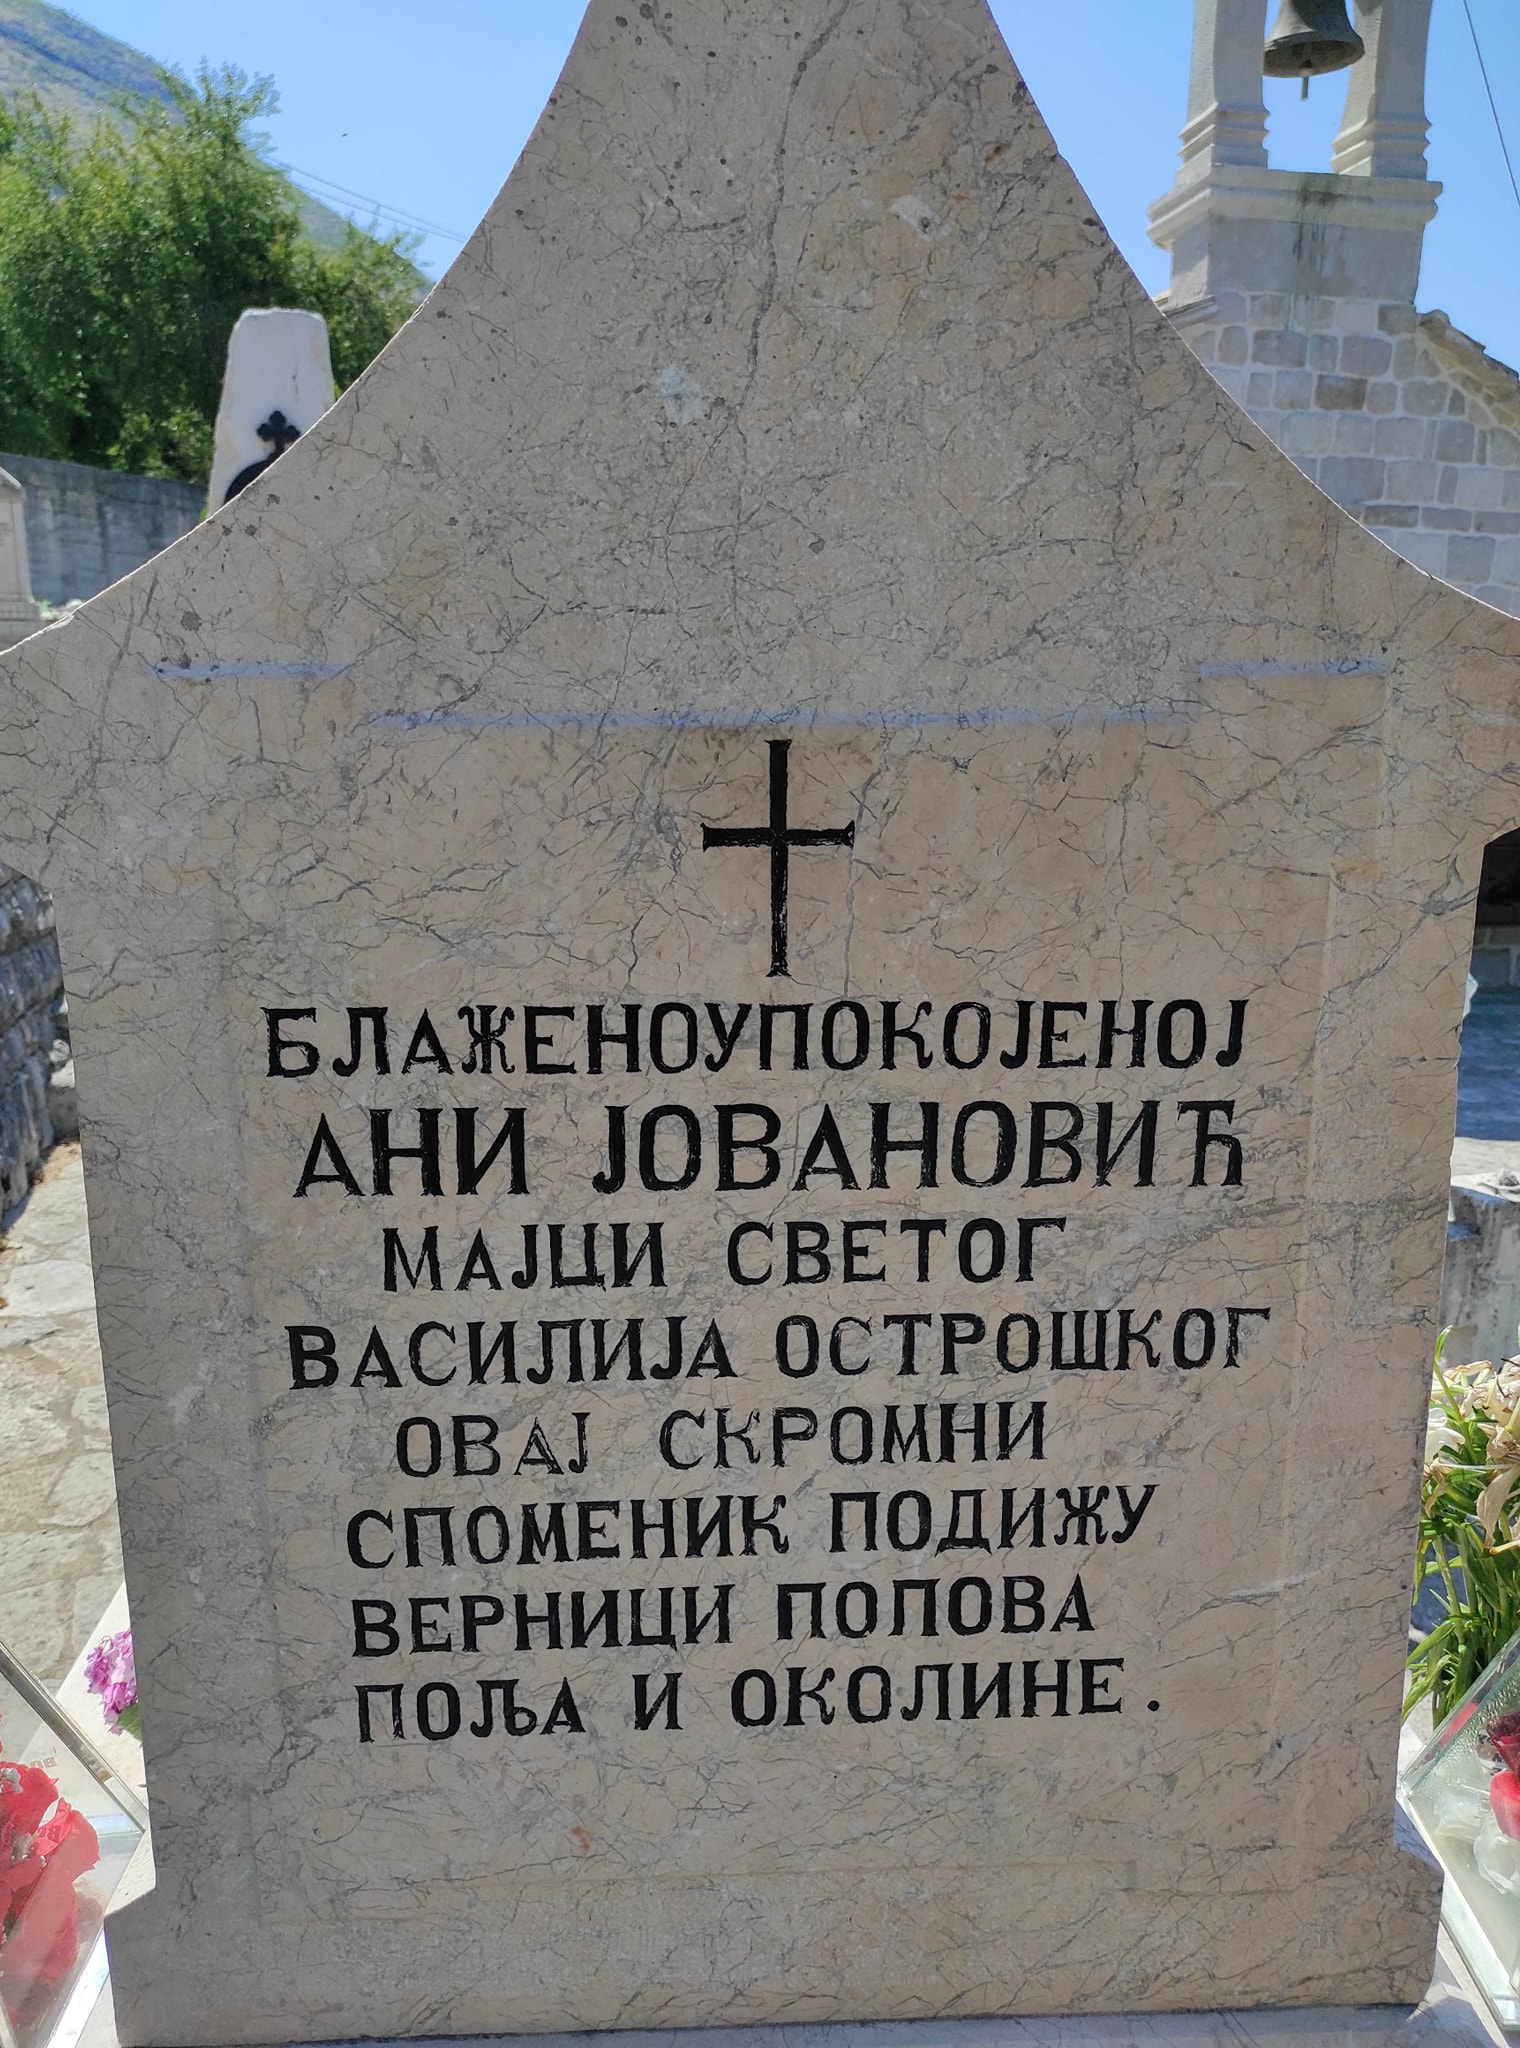 БЛАЖЕНОУПОКОЈЕНОЈ
АНИ ЈОВАНОВИЋ
МАЈЦИ СВЕТОГ
ВАСИЛИЈА ОСТРОШКОГ
ОВАЈ СКРОМНИ
СПОМЕНИК ПОДИЖУ
ВЕРНИЦИ ПОПОВА
ПОЉА И ОКОЛИНЕ.